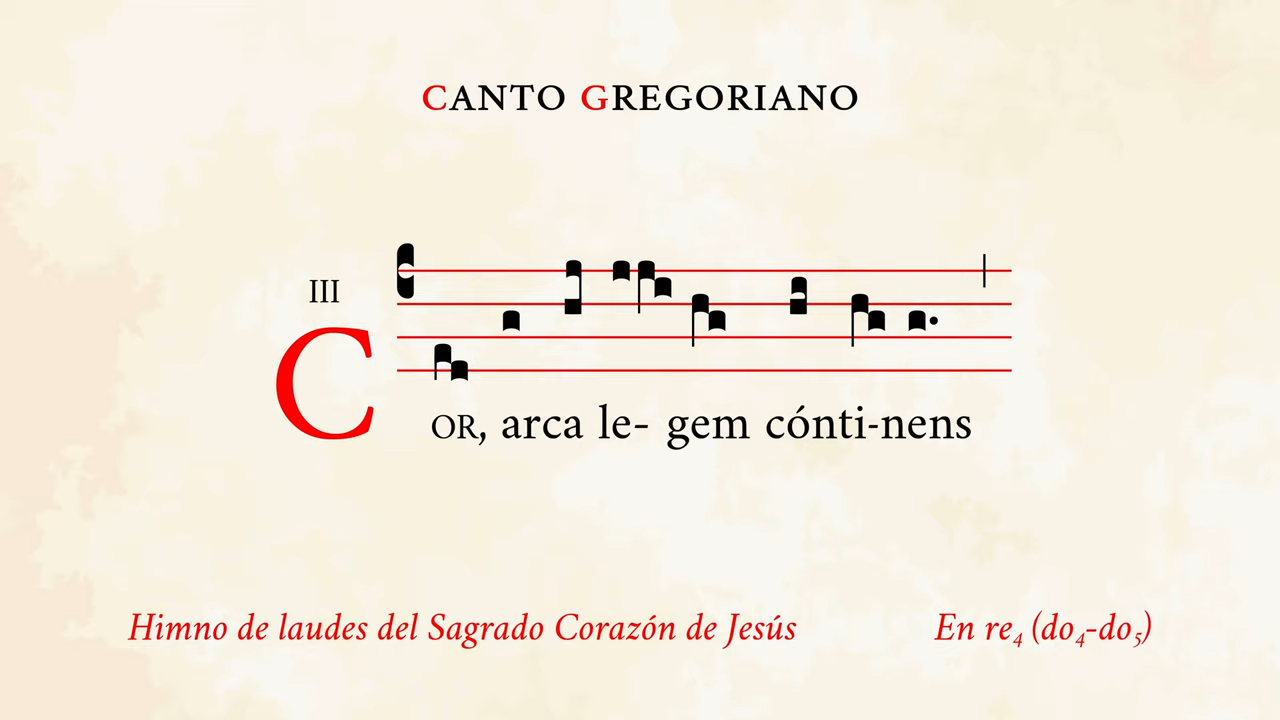 CANTO GREGORIANO
III
COR, arca le- gem cónti-nens
Himno de laudes del Sagrado Corazón de Jesús
En re₄ (do₄-do₅)